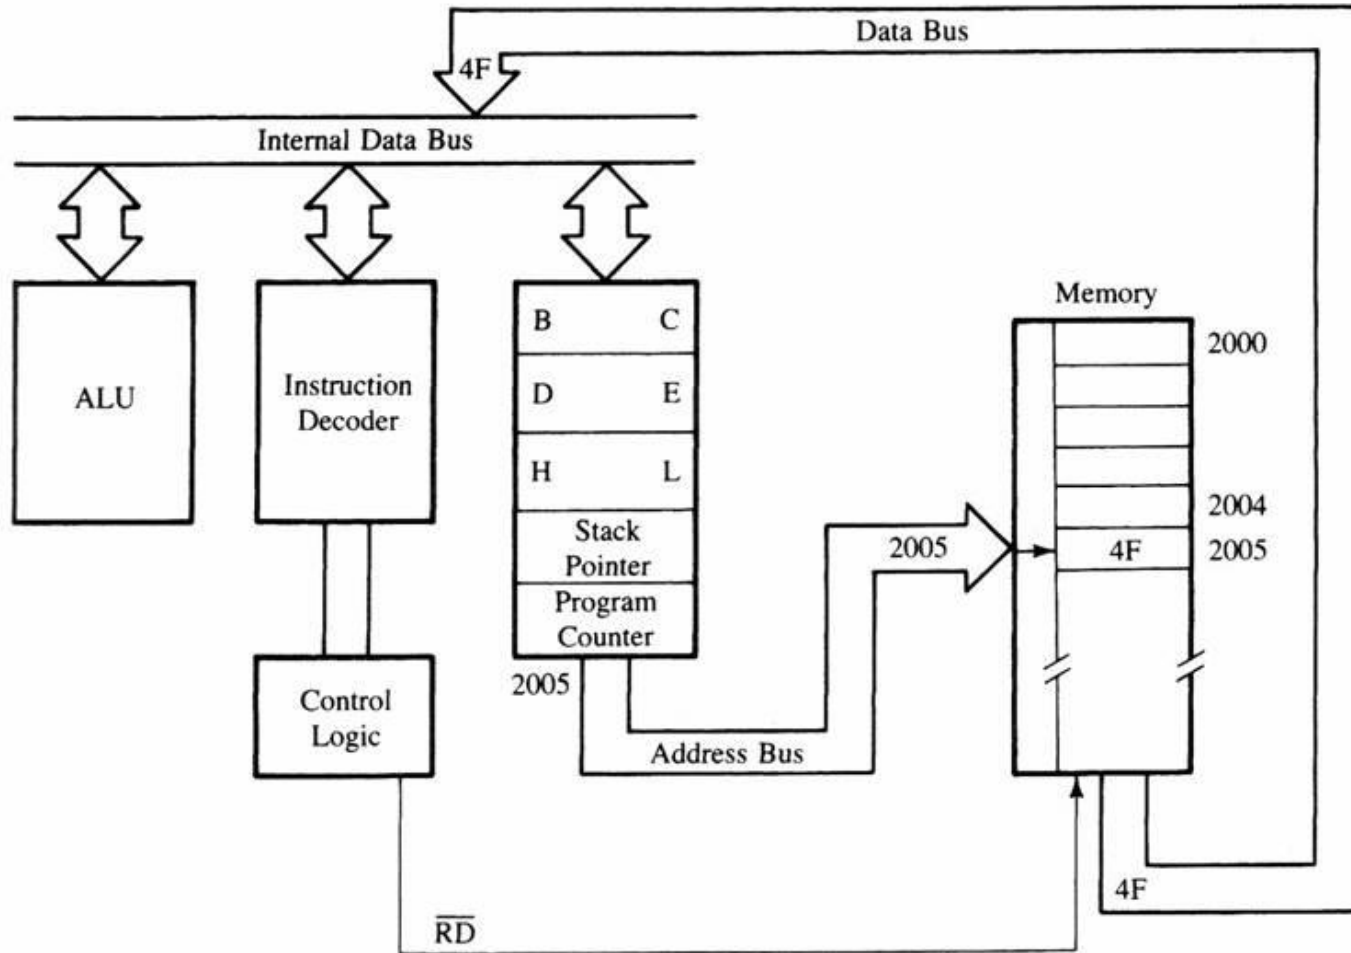 Data Bus
4F
Internal Data Bus
ALU
Instruction
Decoder
B C
D E
H L
Stack
Pointer
Program
Counter
2005
Control
Logic
Address Bus
2005
Memory
2000
2004
4F 2005
4F
RD